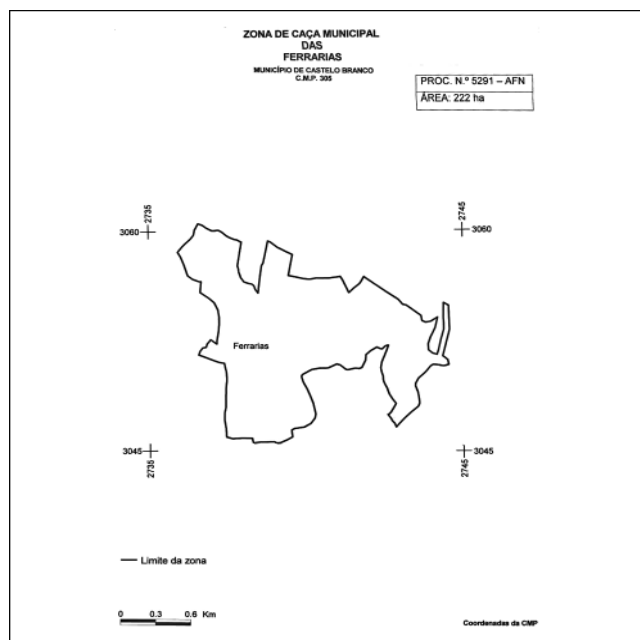 ZONA DE CAÇA MUNICIPAL
DAS
FERRARIAS
MUNICÍPIO DE CASTELO BRANCO
C.M.P. 305
PROC. N.º 5291 – AFN
ÁREA: 222 ha
2735
2745
3060
3060
Ferrarias
3045
3045
2735
2745
Limite da zona
0 0.3 0.6 Km
Coordenadas da CMP